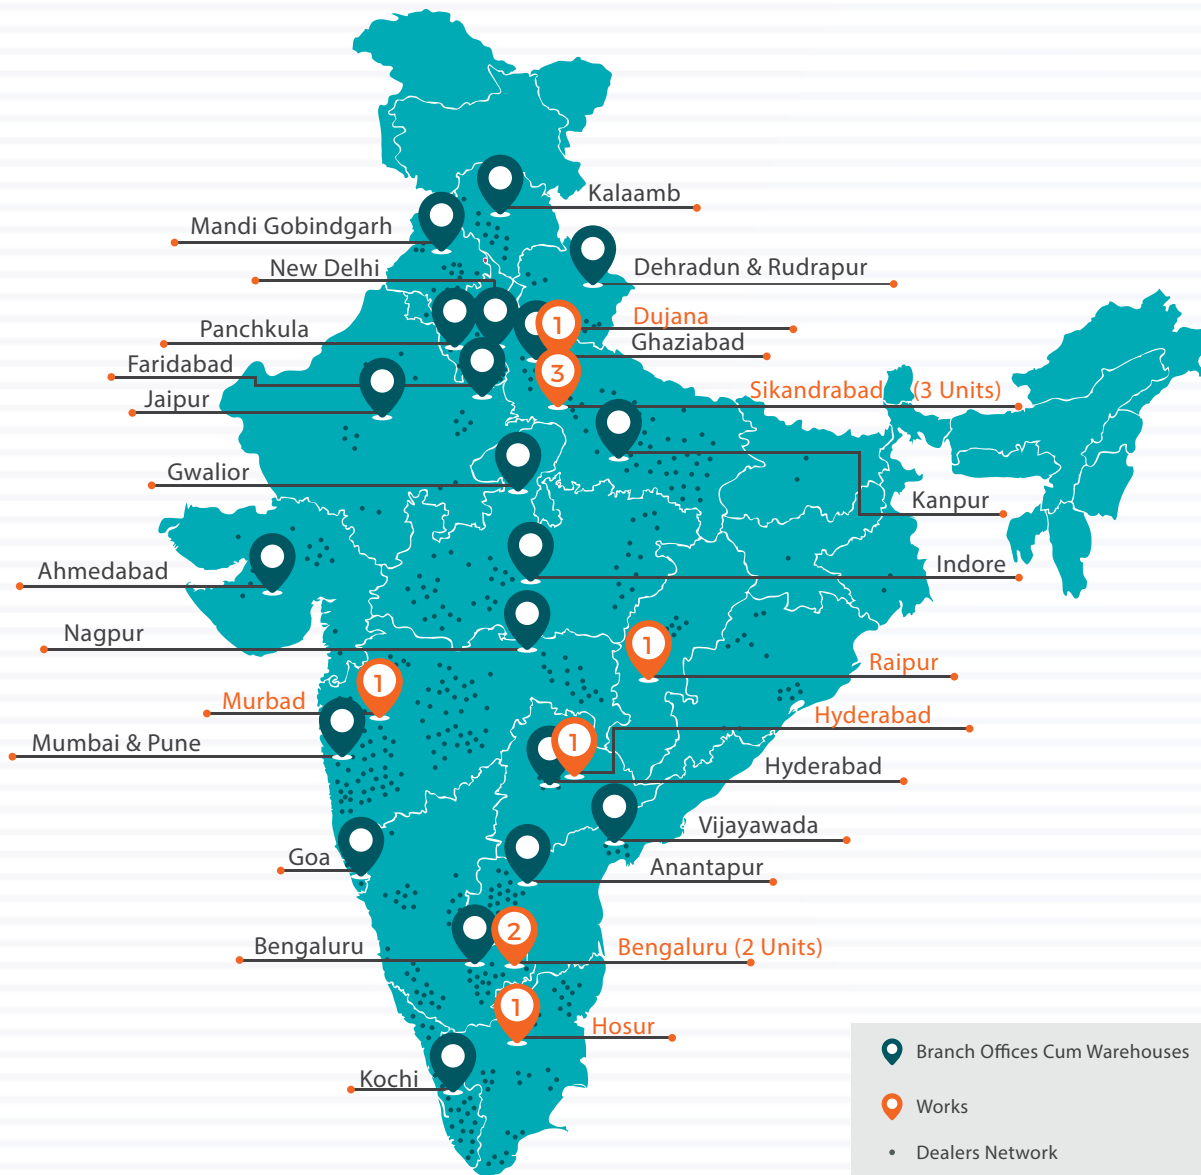 Kalaamb
Mandi Gobindgarh
New Delhi
Dehradun & Rudrapur
Panchkula
1
Dujana
Ghaziabad
Faridabad
3
Jaipur
Sikandrabad (3 Units)
Gwalior
Kanpur
Ahmedabad
Indore
Nagpur
1
Raipur
1
Murbad
Hyderabad
Mumbai & Pune
1
Hyderabad
Vijayawada
Goa
Anantapur
Bengaluru
2
Bengaluru (2 Units)
1
Hosur
Kochi
Branch Offices Cum Warehouses
Works
Dealers Network